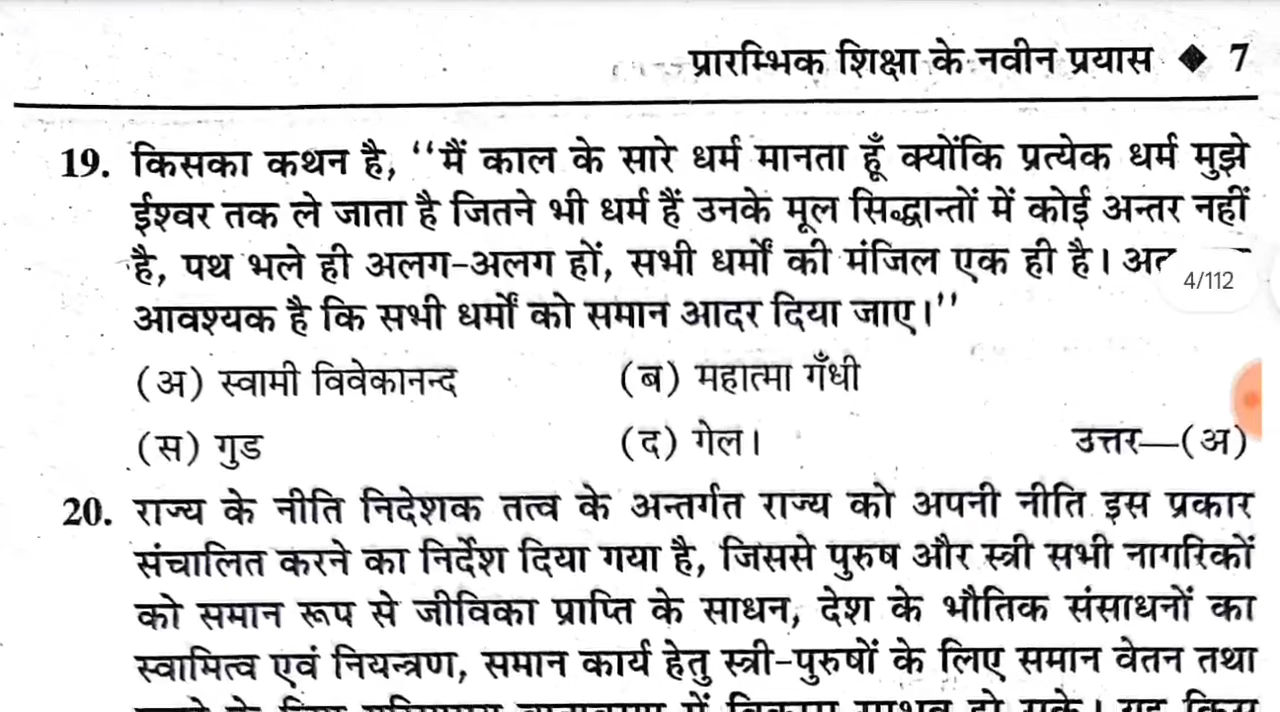 प्रारम्भिक शिक्षा के नवीन प्रयास ◆ 7
19. किसका कथन है, ‘‘मैं काल के सारे धर्म मानता हूँ क्योंकि प्रत्येक धर्म मुझे
ईश्वर तक ले जाता है जितने भी धर्म हैं उनके मूल सिद्धान्तों में कोई अन्तर नहीं
है, पथ भले ही अलग-अलग हों, सभी धर्मों की मंजिल एक ही है।
4/112
आवश्यक है कि सभी धर्मों को समान आदर दिया जाए।’’
(अ) स्वामी विवेकानन्द (ब) महात्मा गँधी
(स) गुड (द) गेल। उत्तर—(अ)
20. राज्य के नीति निदेशक तत्व के अन्तर्गत राज्य को अपनी नीति इस प्रकार
संचालित करने का निर्देश दिया गया है, जिससे पुरुष और स्त्री सभी नागरिकों
को समान रूप से जीविका प्राप्ति के साधन, देश के भौतिक संसाधनों का
स्वामित्व एवं नियन्त्रण, समान कार्य हेतु स्त्री-पुरुषों के लिए समान वेतन तथा